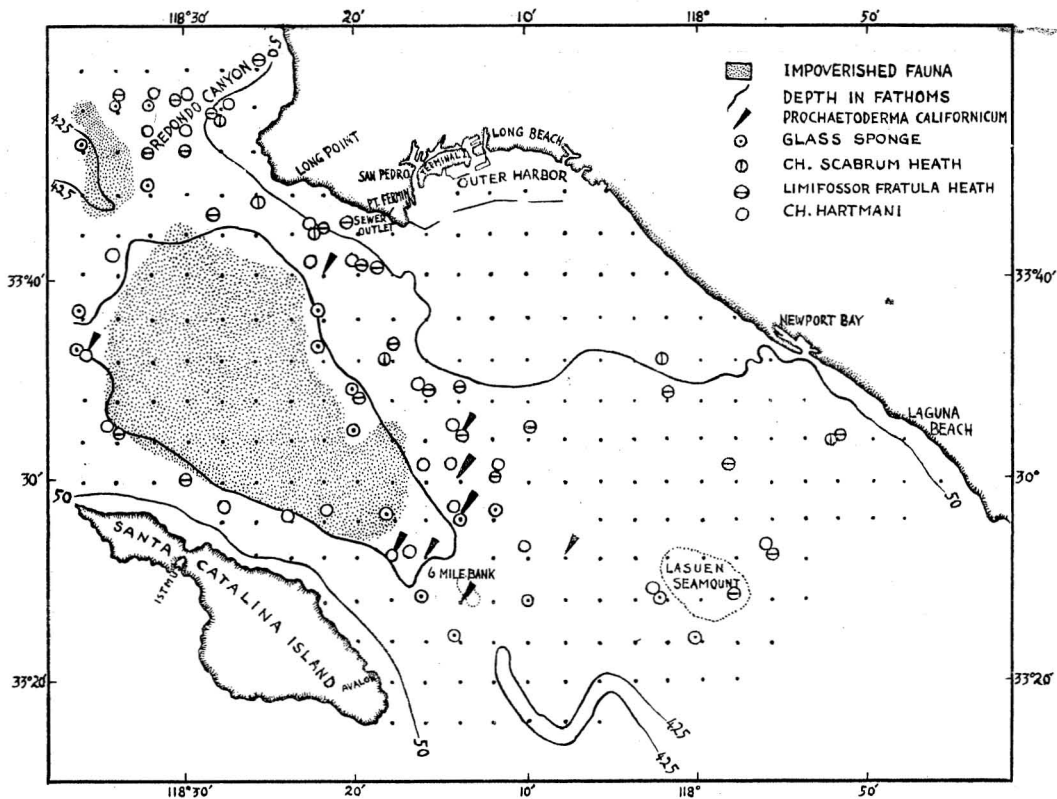 118°30'
20'
10'
118°
50'
50
REDONDO CANYON
425
425
LONG POINT
SAN PEDRO
TERMINAL I
LONG BEACH
OUTER HARBOR
PT. FERMIN
SEWER
OUTLET
IMPOVERISHED FAUNA
DEPTH IN FATHOMS
PROCHAETODERMA CALIFORNICUM
GLASS SPONGE
CH. SCABRUM HEATH
LIMIFOSSOR FRATULA HEATH
CH. HARTMANI
33°40'
33°40'
NEWPORT BAY
LAGUNA
BEACH
30'
30°
50
50
SANTA CATALINA ISLAND
ISTMUS
AVALON
6 MILE BANK
LASUEN
SEAMOUNT
33°20'
33°20'
50
425
425
118°30'
20'
10'
118°
50'